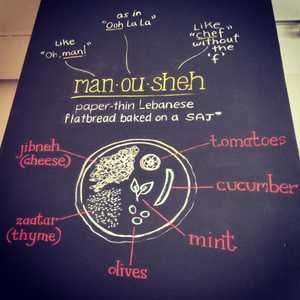 Like
"Oh, man!"
as in
"Ooh La La"
Like,
"chef
without
the
'f'
man·ou·sheh
paper-thin Lebanese
flatbread baked on a SAJ*
jibneh
(cheese)
zaatar
(thyme)
olives
mint
cucumber
tomatoes